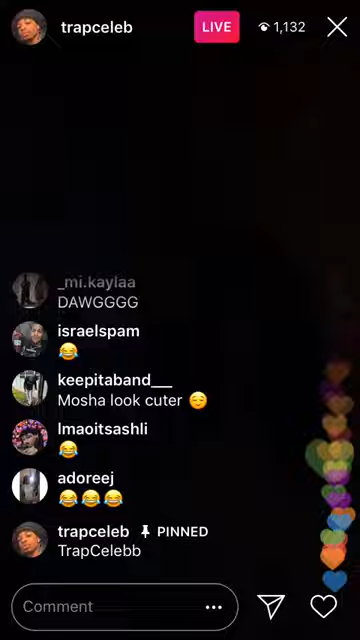 trapceleb
LIVE
1,132
_mi.kaylaa
DAWGGGG
israelspam
😂
keepitaband___
Mosha look cuter 😌
lmaoitsashli
😂
adoreej
😂😂😂
trapceleb PINNED
TrapCelebb
Comment